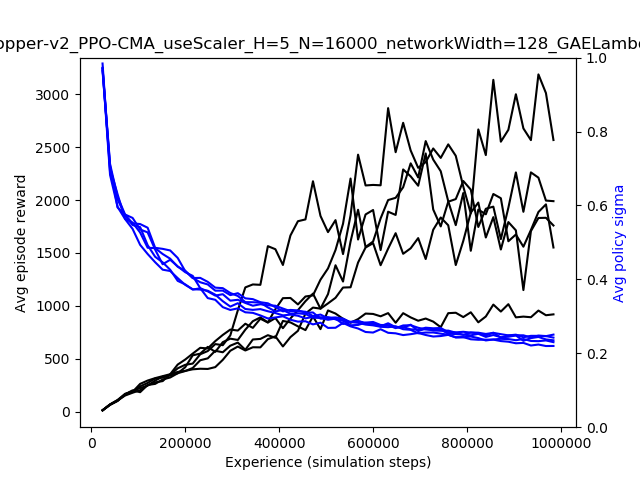 opper-v2_PPO-CMA_useScaler_H=5_N=16000_networkWidth=128_GAELamb
3000
2500
2000
1500
1000
500
0
Avg episode reward
1.0
0.8
0.6
0.4
0.2
0.0
Avg policy sigma
0 200000 400000 600000 800000 1000000
Experience (simulation steps)